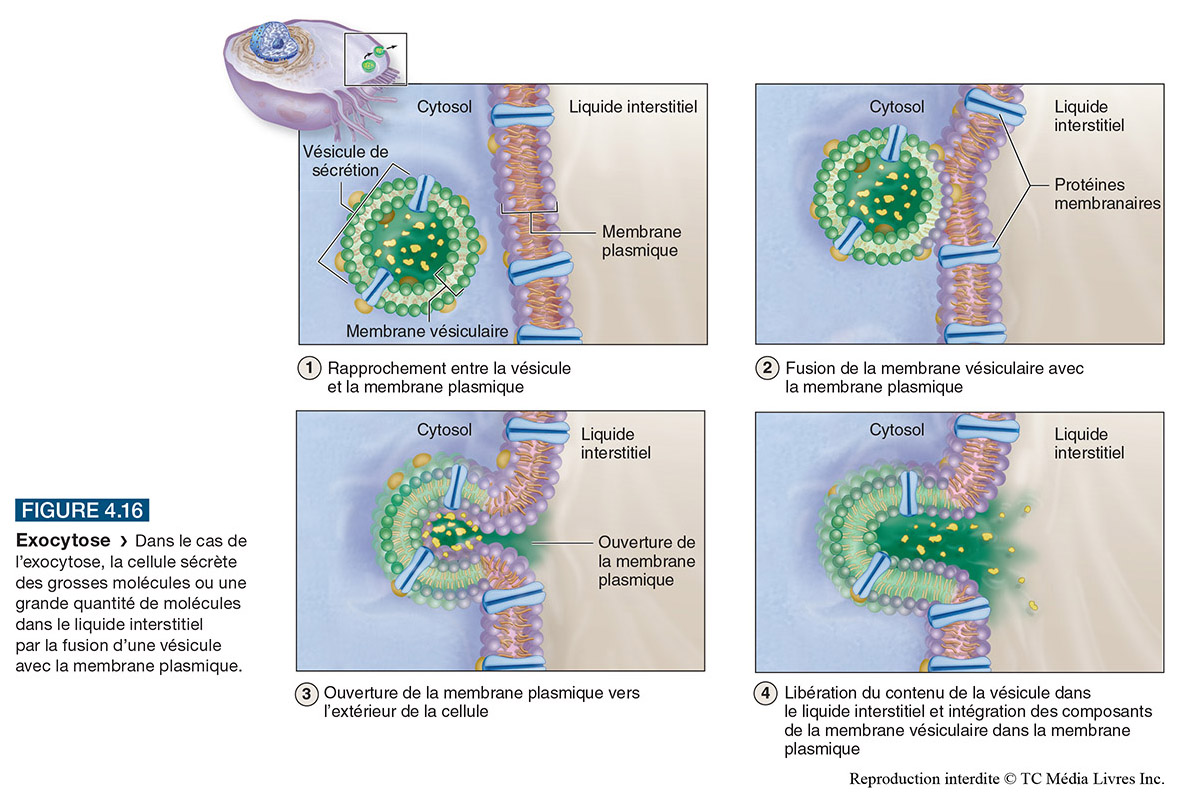 Cytosol
Liquide interstitiel
Vésicule de
sécrétion
Membrane
plasmique
Membrane vésiculaire
1 Rapprochement entre la vésicule
et la membrane plasmique
Cytosol
Liquide
interstitiel
Protéines
membranaires
2 Fusion de la membrane vésiculaire avec
la membrane plasmique
Cytosol
Liquide
interstitiel
Ouverture de
la membrane
plasmique
3 Ouverture de la membrane plasmique vers
l'extérieur de la cellule
Cytosol
Liquide
interstitiel
4 Libération du contenu de la vésicule dans
le liquide interstitiel et intégration des composants
de la membrane vésiculaire dans la membrane
plasmique
FIGURE 4.16
Exocytose › Dans le cas de
l'exocytose, la cellule sécrète
des grosses molécules ou une
grande quantité de molécules
dans le liquide interstitiel
par la fusion d'une vésicule
avec la membrane plasmique.
Reproduction interdite © TC Média Livres Inc.